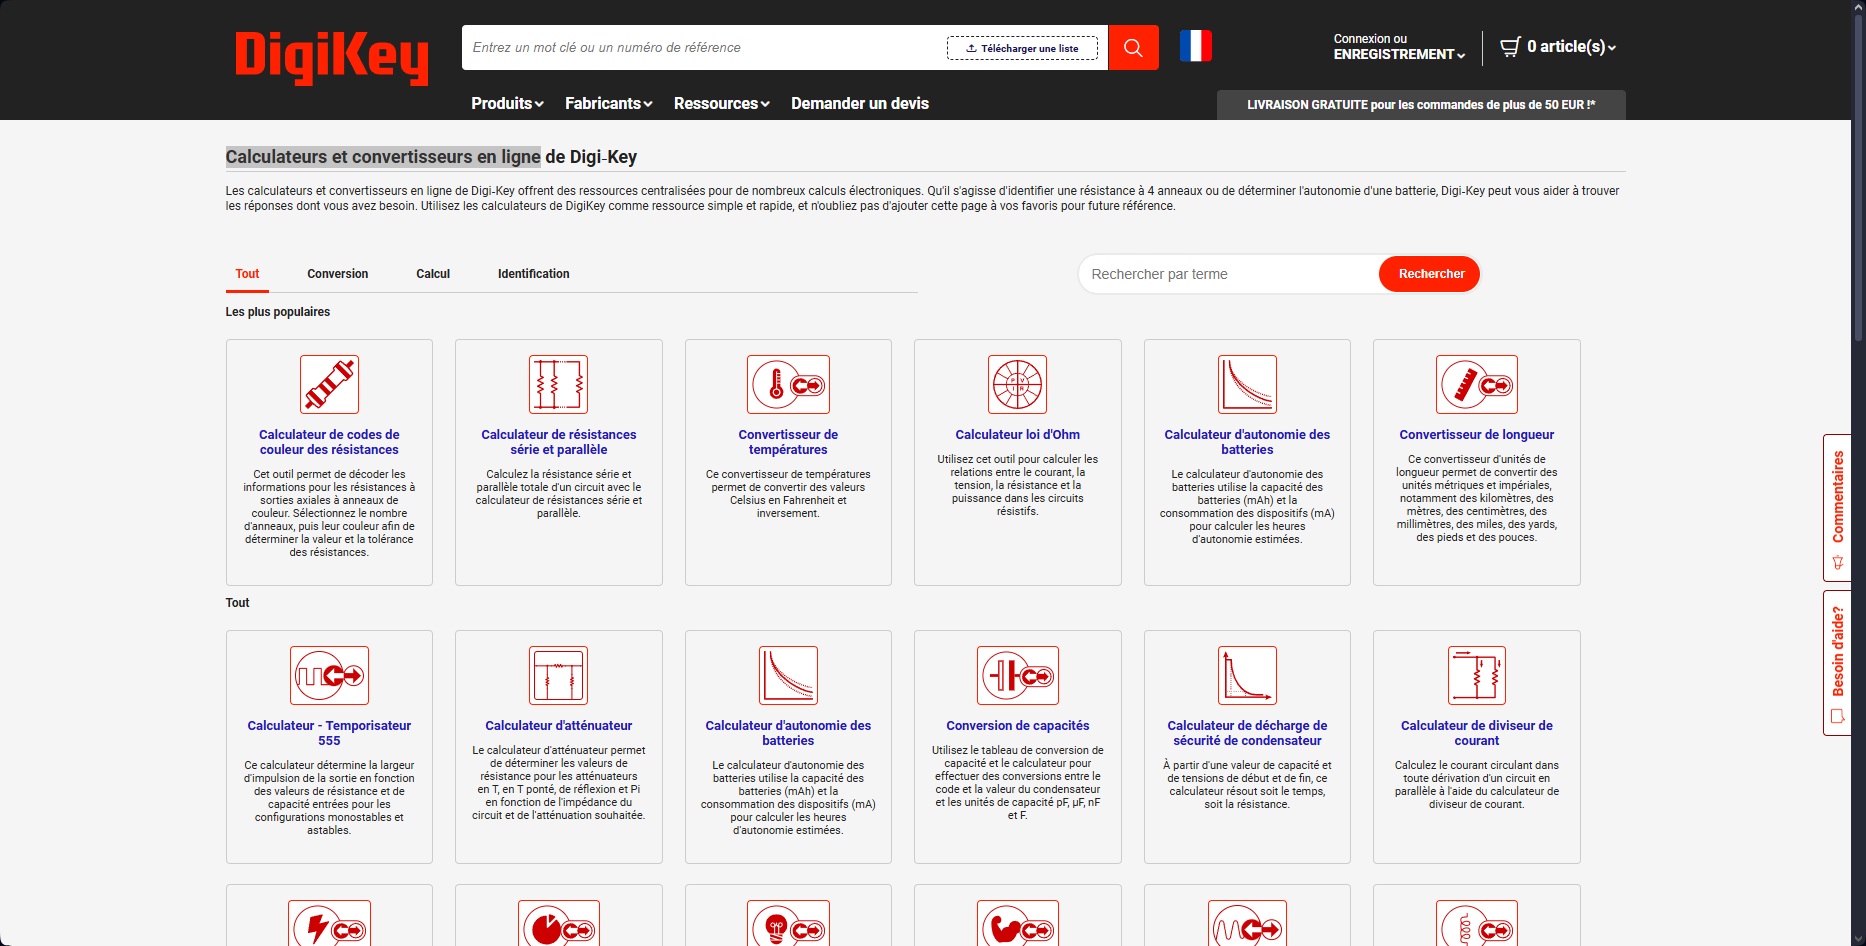 DigiKey
Entrez un mot clé ou un numéro de référence
Télécharger une liste
Connexion ou
ENREGISTREMENT
0 article(s)
Produits
Fabricants
Ressources
Demander un devis
LIVRAISON GRATUITE pour les commandes de plus de 50 EUR !*
Calculateurs et convertisseurs en ligne de Digi-Key
Les calculateurs et convertisseurs en ligne de Digi-Key offrent des ressources centralisées pour de nombreux calculs électroniques. Qu'il s'agisse d'identifier une résistance à 4 anneaux ou de déterminer l'autonomie d'une batterie, Digi-Key peut vous aider à trouver
les réponses dont vous avez besoin. Utilisez les calculateurs de DigiKey comme ressource simple et rapide, et n'oubliez pas d'ajouter cette page à vos favoris pour future référence.
Tout
Conversion
Calcul
Identification
Rechercher par terme
Rechercher
Les plus populaires
Calculateur de codes de
couleur des résistances
Cet outil permet de décoder les
informations pour les résistances à
sorties axiales à anneaux de
couleur. Sélectionnez le nombre
d'anneaux, puis leur couleur afin de
déterminer la valeur et la tolérance
des résistances.
Calculateur de résistances
série et parallèle
Calculez la résistance série et
parallèle totale d'un circuit avec le
calculateur de résistances série et
parallèle.
Convertisseur de
températures
Ce convertisseur de températures
permet de convertir des valeurs
Celsius en Fahrenheit et
inversement.
P V
I R
Calculateur loi d'Ohm
Utilisez cet outil pour calculer les
relations entre le courant, la
tension, la résistance et la
puissance dans les circuits
résistifs.
Calculateur d'autonomie des
batteries
Le calculateur d'autonomie des
batteries utilise la capacité des
batteries (mAh) et la
consommation des dispositifs (mA)
pour calculer les heures
d'autonomie estimées.
Convertisseur de longueur
Ce convertisseur d'unités de
longueur permet de convertir des
unités métriques et impériales,
notamment des kilomètres, des
mètres, des centimètres, des
millimètres, des miles, des yards,
des pieds et des pouces.
Tout
Calculateur - Temporisateur
555
Ce calculateur détermine la largeur
d'impulsion de la sortie en fonction
des valeurs de résistance et de
capacité entrées pour les
configurations monostables et
astables.
Calculateur d'atténuateur
Le calculateur d'atténuateur permet
de déterminer les valeurs de
résistance pour les atténuateurs
en T, en T ponté, de réflexion et Pi
en fonction de l'impédance du
circuit et de l'atténuation souhaitée.
Calculateur d'autonomie des
batteries
Le calculateur d'autonomie des
batteries utilise la capacité des
batteries (mAh) et la
consommation des dispositifs (mA)
pour calculer les heures
d'autonomie estimées.
Conversion de capacités
Utilisez le tableau de conversion de
capacité et le calculateur pour
effectuer des conversions entre le
code et la valeur du condensateur
et les unités de capacité pF, µF, nF
et F.
Calculateur de décharge de
sécurité de condensateur
À partir d'une valeur de capacité et
de tensions de début et de fin, ce
calculateur résout soit le temps,
soit la résistance.
Calculateur de diviseur de
courant
Calculez le courant circulant dans
toute dérivation d'un circuit en
parallèle à l'aide du calculateur de
diviseur de courant.
Commentaires
Besoin d'aide?